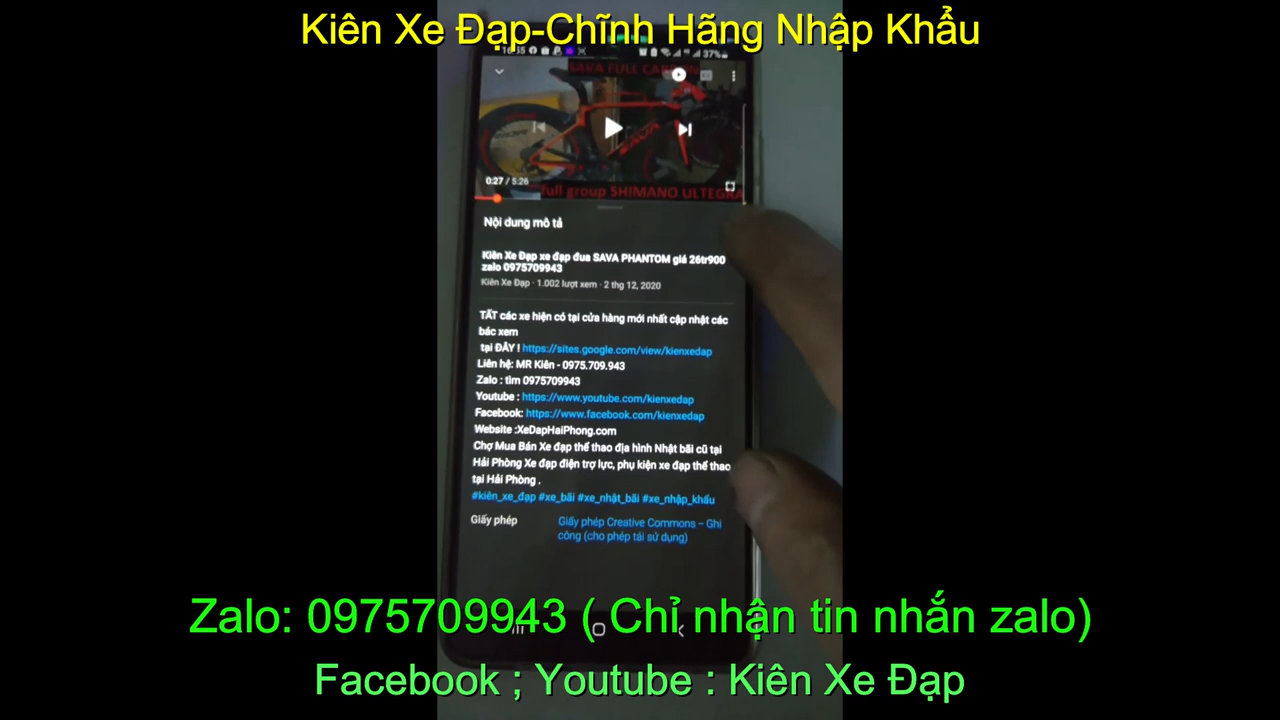 Kiên Xe Đạp-Chĩnh Hãng Nhập Khẩu
16:55
37%
SAVA FULL CARBON
0:27 / 5:26
full group SHIMANO ULTEGRA
Nội dung mô tả
Kiên Xe Đạp xe đạp đua SAVA PHANTOM giá 26tr900
zalo 0975709943
Kiên Xe Đạp · 1.002 lượt xem · 2 thg 12, 2020
TẤT các xe hiện có tại cửa hàng mới nhất cập nhật các
bác xem
tại ĐÂY ! https://sites.google.com/view/kienxedap
Liên hệ: MR Kiên - 0975.709.943
Zalo : tìm 0975709943
Youtube : https://www.youtube.com/kienxedap
Facebook: https://www.facebook.com/kienxedap
Website :XeDapHaiPhong.com
Chợ Mua Bán Xe đạp thể thao địa hình Nhật bãi cũ tại
Hải Phòng Xe đạp điện trợ lực, phụ kiện xe đạp thể thao
tại Hải Phòng .
#kiên_xe_đạp #xe_bãi #xe_nhật_bãi #xe_nhập_khẩu
Giấy phép
Giấy phép Creative Commons – Ghi
công (cho phép tái sử dụng)
Zalo: 0975709943 ( Chỉ nhận tin nhắn zalo)
Facebook ; Youtube : Kiên Xe Đạp